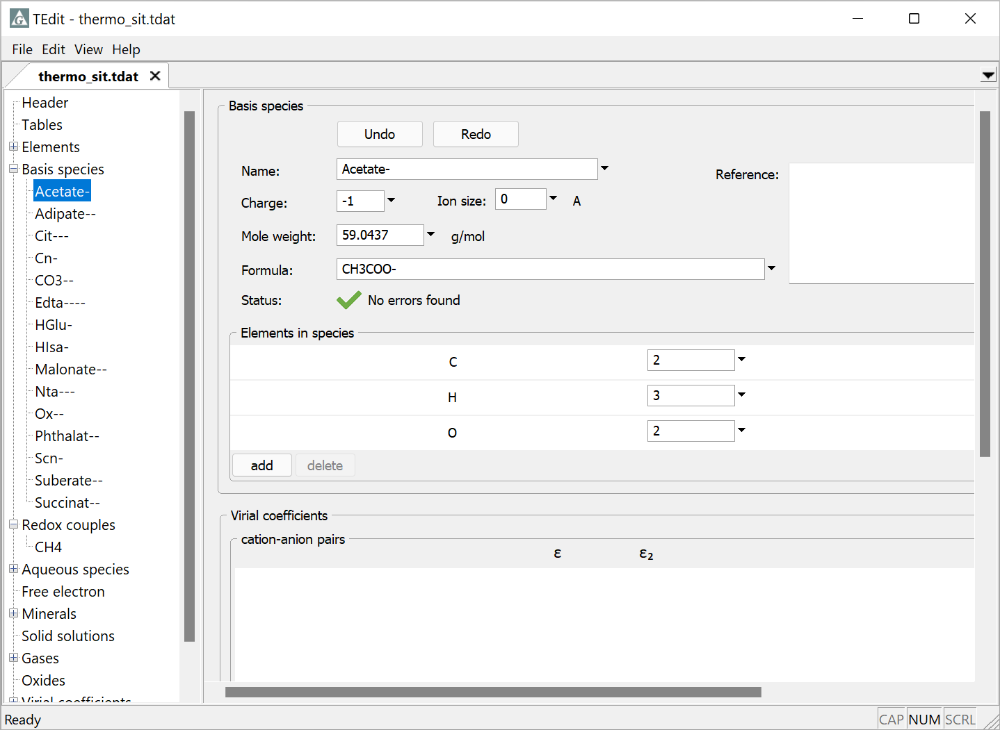 TEdit - thermo_sit.tdat
File Edit View Help
thermo_sit.tdat
Header
Tables
Elements
Basis species
Acetate-
Adipate--
Cit---
Cn-
CO3--
Edta----
HGlu-
HIsa-
Malonate--
Nta---
Ox--
Phthalat--
Scn-
Suberate--
Succinat--
Redox couples
CH4
Aqueous species
Free electron
Minerals
Solid solutions
Gases
Oxides
Virial coefficients
Basis species
Undo Redo
Name: Acetate- Reference:
Charge: -1 Ion size: 0 A
Mole weight: 59.0437 g/mol
Formula: CH3COO-
Status: No errors found
Elements in species
C 2
H 3
O 2
add delete
Virial coefficients
cation-anion pairs
ε ε₂
Ready CAP NUM SCRL